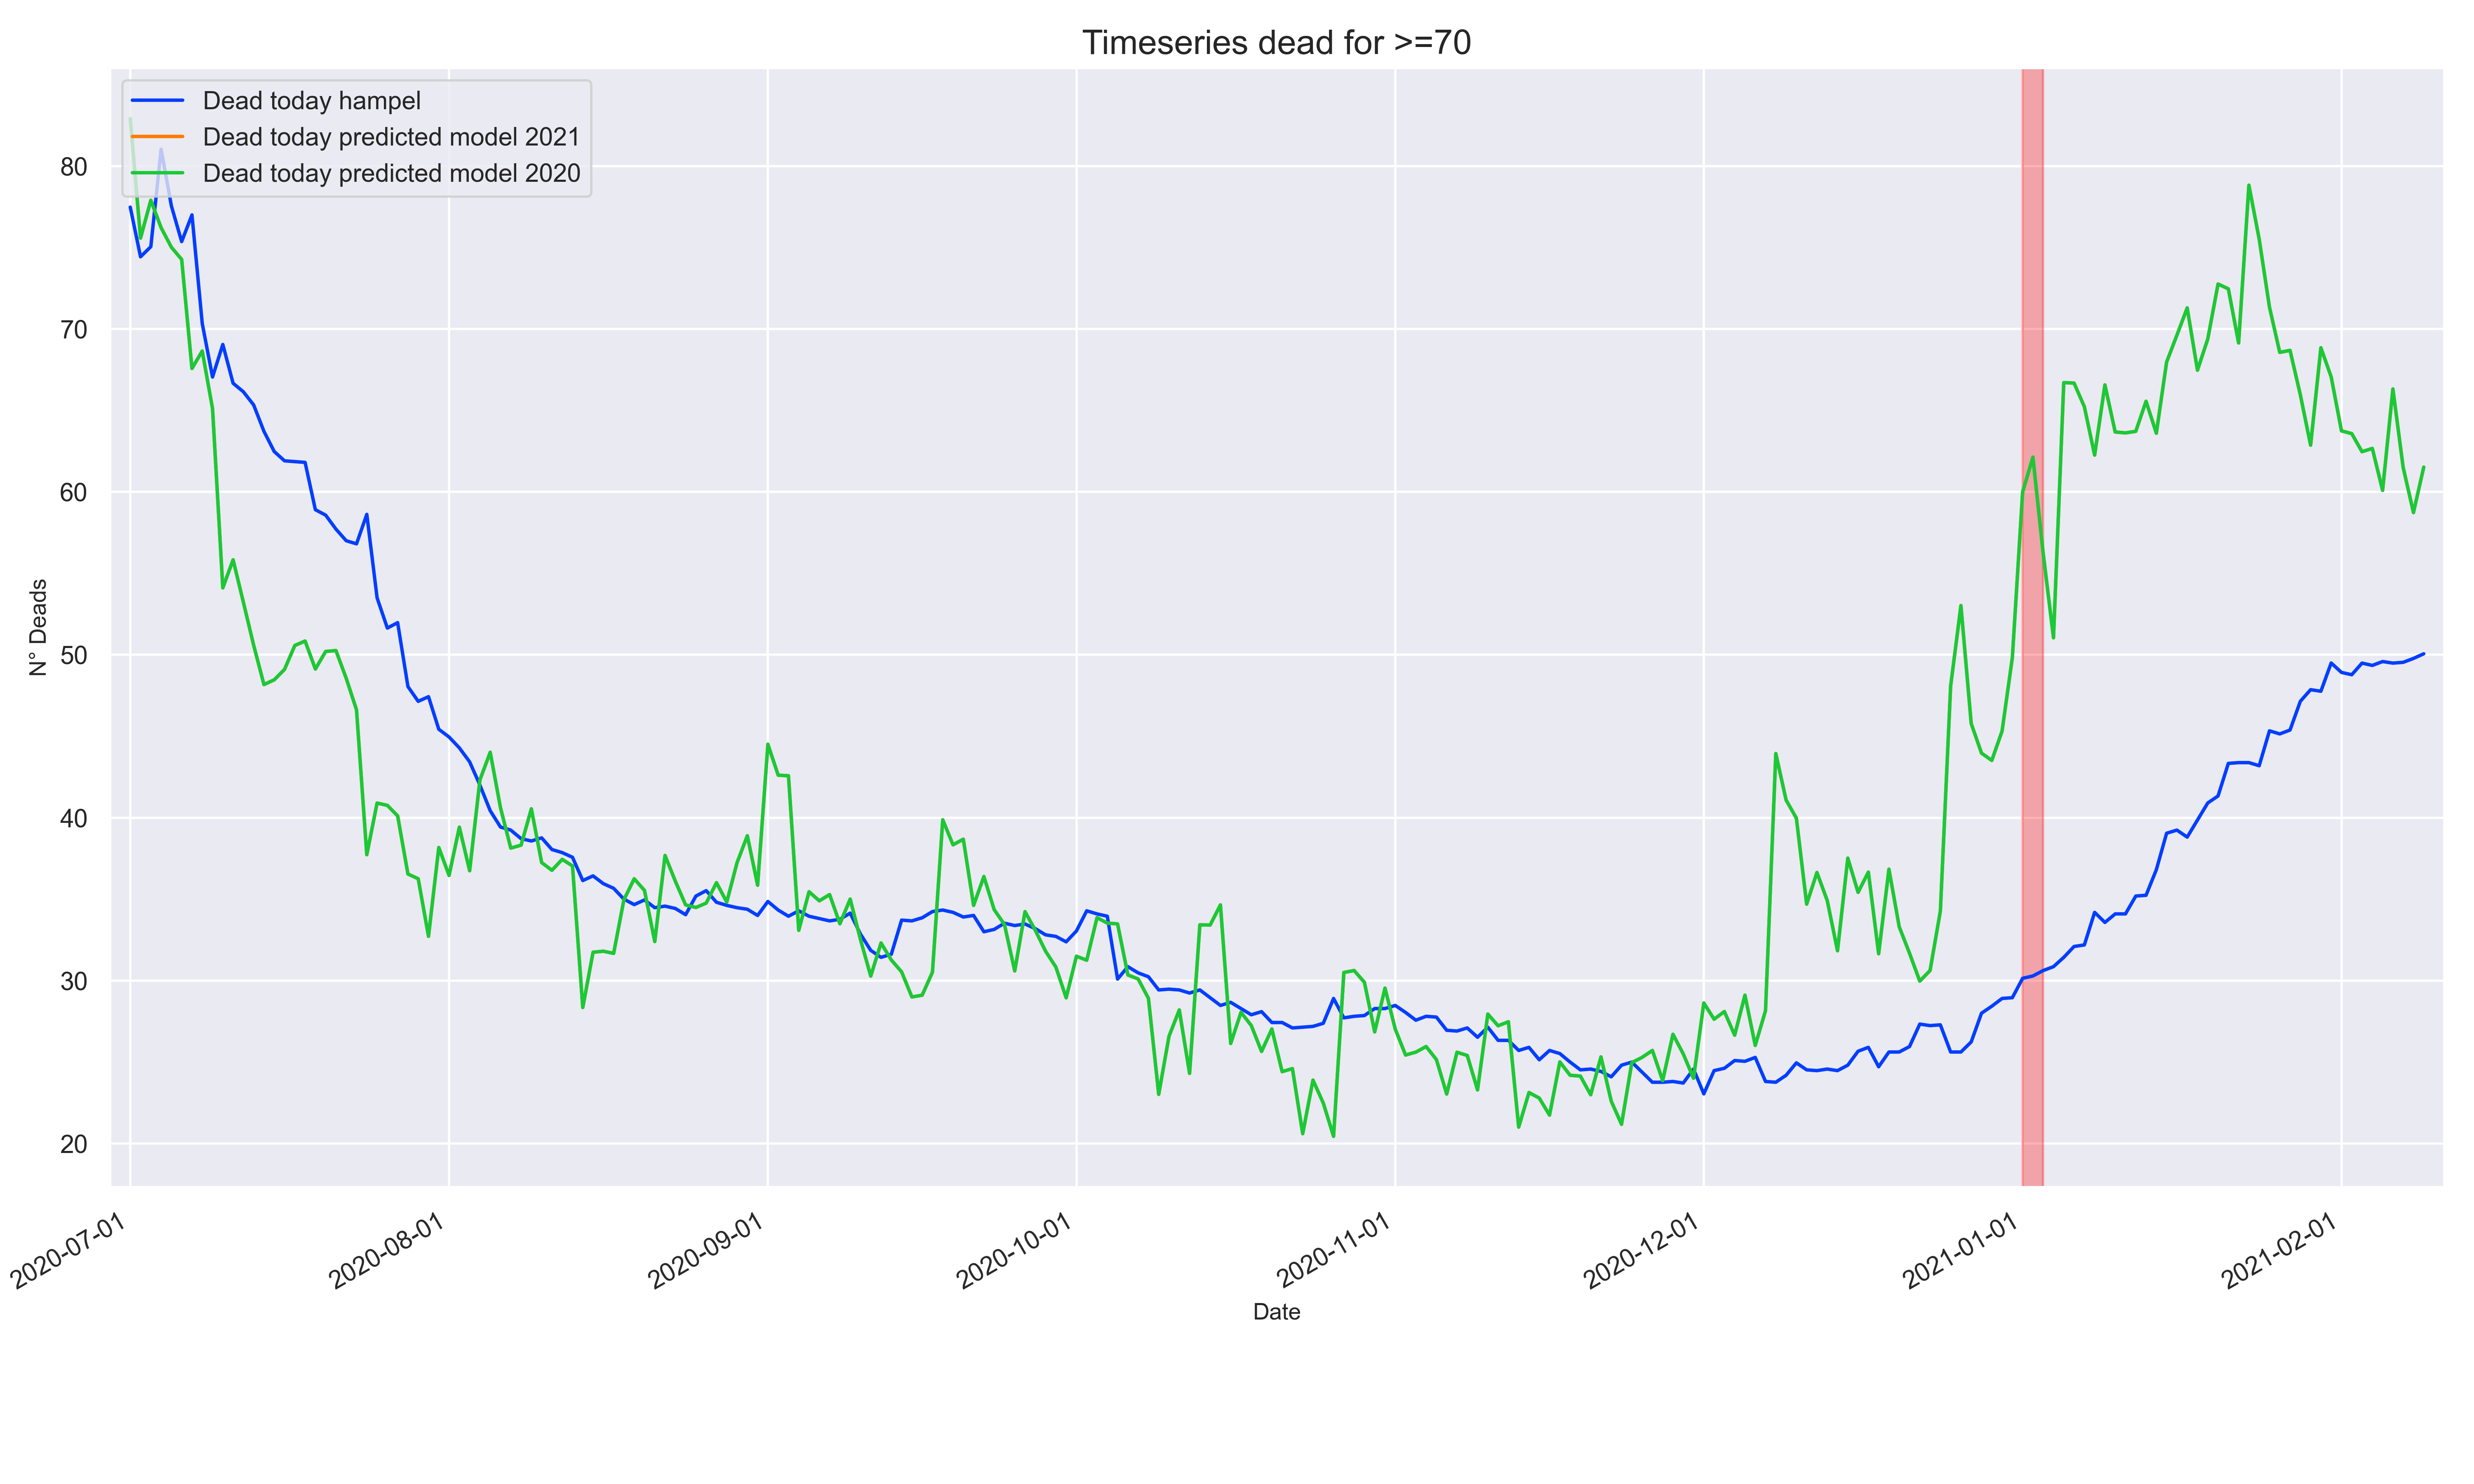 Timeseries dead for >=70
Dead today hampel
Dead today predicted model 2021
Dead today predicted model 2020
80
70
60
50
40
30
20
N° Deads
2020-07-01
2020-08-01
2020-09-01
2020-10-01
2020-11-01
2020-12-01
2021-01-01
2021-02-01
Date